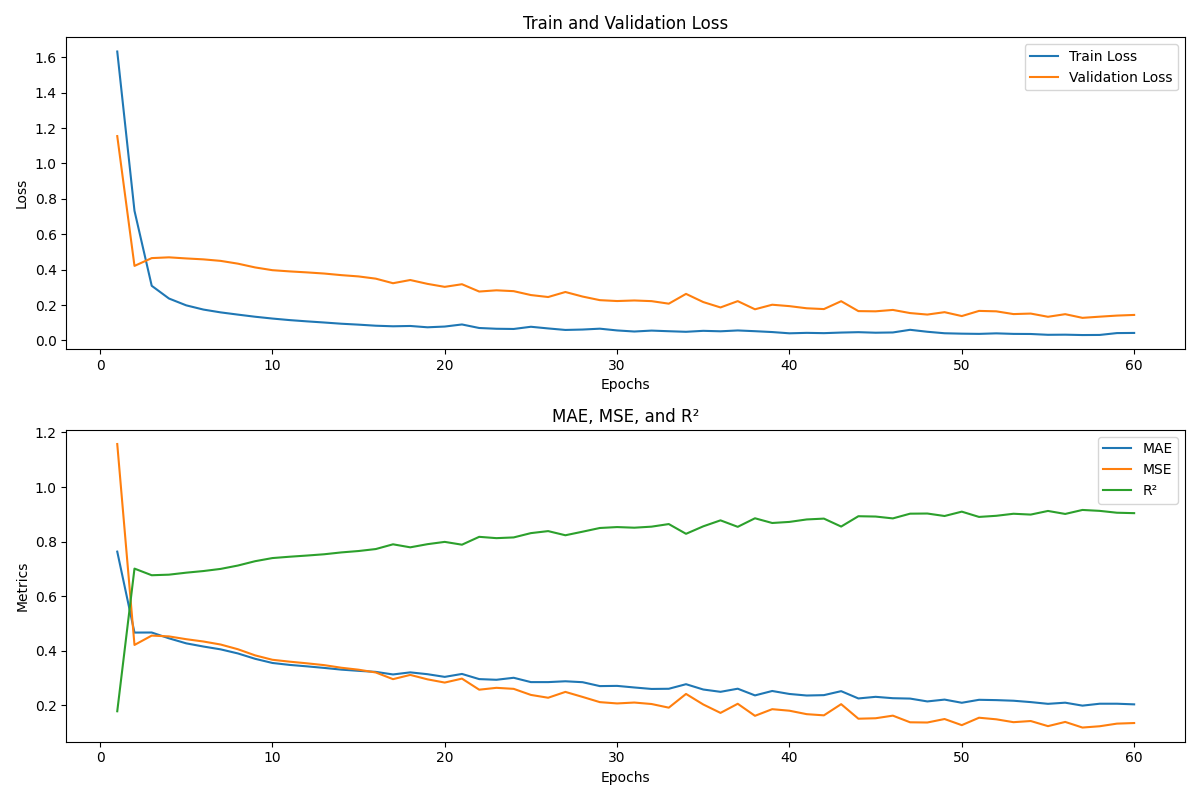 Train and Validation Loss
Loss
1.6
1.4
1.2
1.0
0.8
0.6
0.4
0.2
0.0
Train Loss
Validation Loss
0 10 20 30 40 50 60
Epochs
MAE, MSE, and R²
Metrics
1.2
1.0
0.8
0.6
0.4
0.2
MAE
MSE
R²
0 10 20 30 40 50 60
Epochs